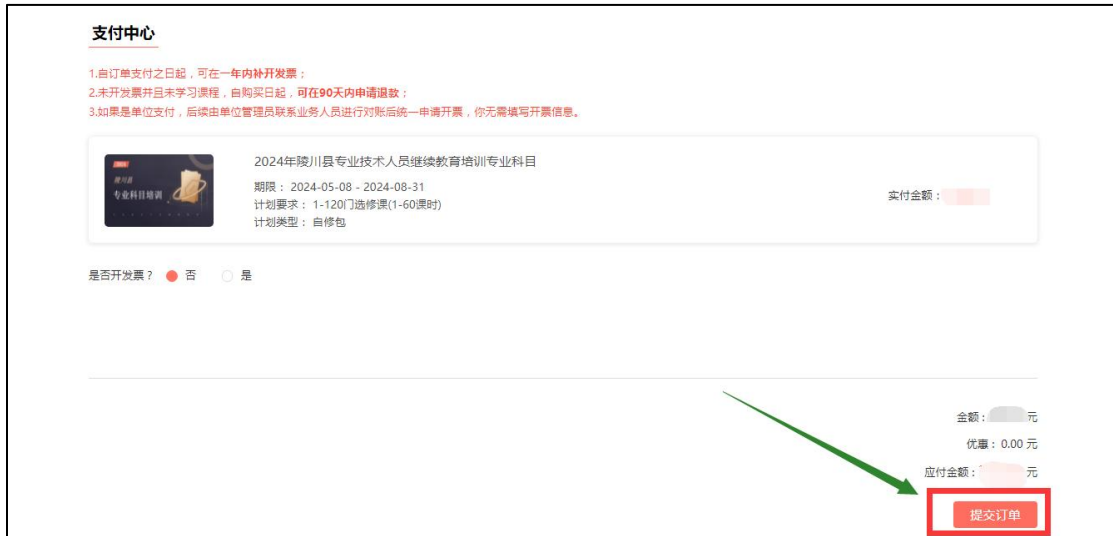 支付中心
1.自订单支付之日起，可在一年内补开发票；
2.未开发票并且未学习课程，自购买日起，可在90天内申请退款；
3.如果是单位支付，后续由单位管理员联系业务人员进行对账后统一申请开票，你无需填写开票信息。
2024
陵川县
专业科目培训
2024年陵川县专业技术人员继续教育培训专业科目
期限： 2024-05-08 - 2024-08-31
计划要求： 1-120门选修课(1-60课时)
计划类型： 自修包
实付金额：
是否开发票？ 否 是
金额： 元
优惠： 0.00 元
应付金额： 元
提交订单